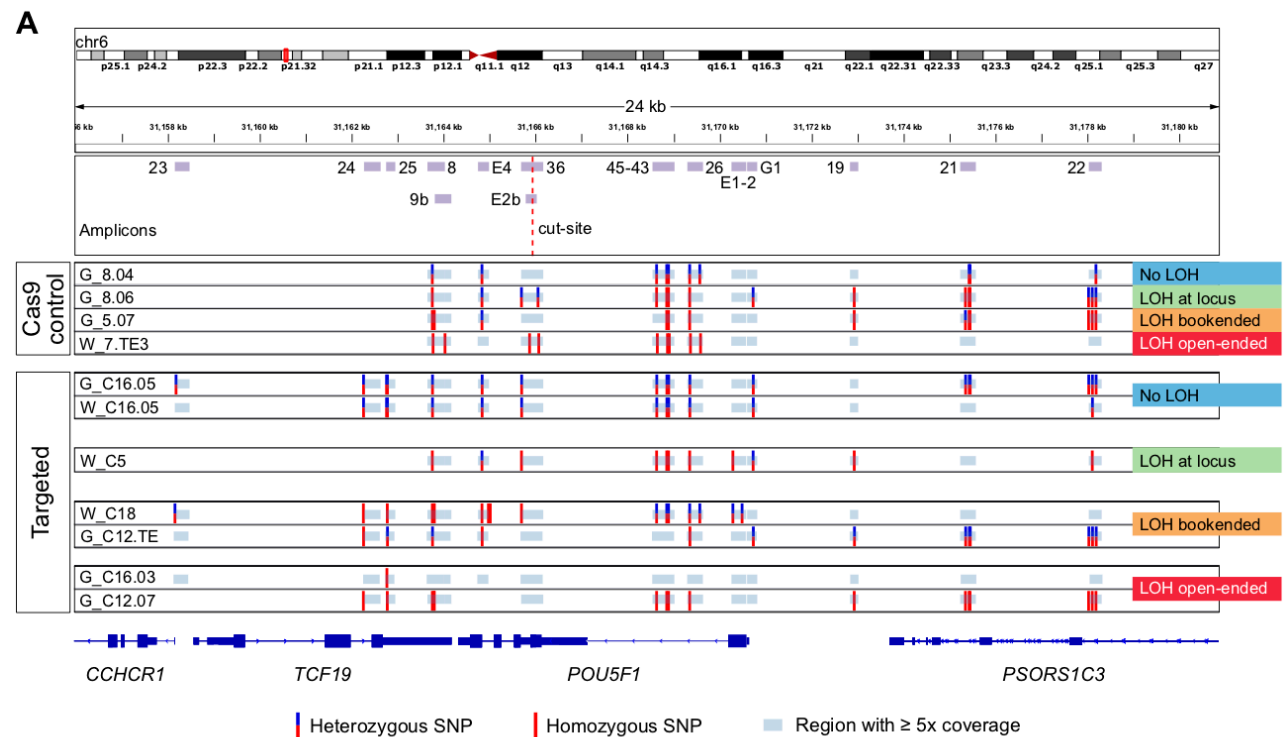 A
chr6
p25.1 p24.2 p22.3 p22.2 p21.32 p21.1 p12.3 p12.1 q11.1 q12 q13 q14.1 q14.3 q16.1 q16.3 q21 q22.1 q22.31 q22.33 q23.3 q24.2 q25.1 q25.3 q27
24 kb
56 kb 31,158 kb 31,160 kb 31,162 kb 31,164 kb 31,166 kb 31,168 kb 31,170 kb 31,172 kb 31,174 kb 31,176 kb 31,178 kb 31,180 kb
23 24 25 8 E4 36 45-43 26 G1 19 21 22
E1-2
9b E2b
Amplicons cut-site
Cas9 control
G_8.04 No LOH
G_8.06 LOH at locus
G_5.07 LOH bookended
W_7.TE3 LOH open-ended
Targeted
G_C16.05
No LOH
W_C16.05
W_C5 LOH at locus
W_C18
LOH bookended
G_C12.TE
G_C16.03
LOH open-ended
G_C12.07
CCHCR1 TCF19 POU5F1 PSORS1C3
Heterozygous SNP Homozygous SNP Region with ≥ 5x coverage